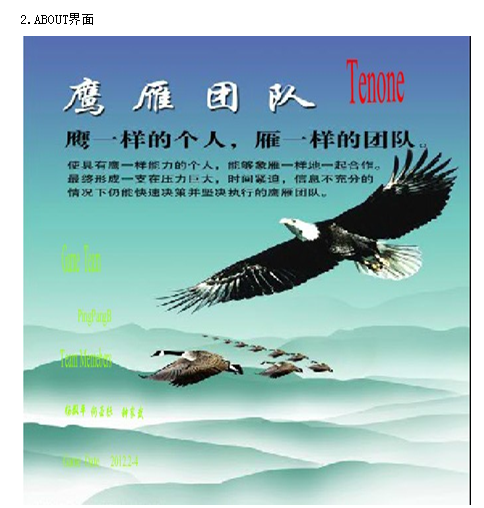 2.ABOUT界面
鹰雁团队
Tenone
鹰一样的个人，雁一样的团队。
使具有鹰一样能力的个人，能够象雁一样地一起合作。
最终形成一支在压力巨大，时间紧迫，信息不充分的
情况下仍能快速决策并坚决执行的鹰雁团队。
Team Members
2012.2-4